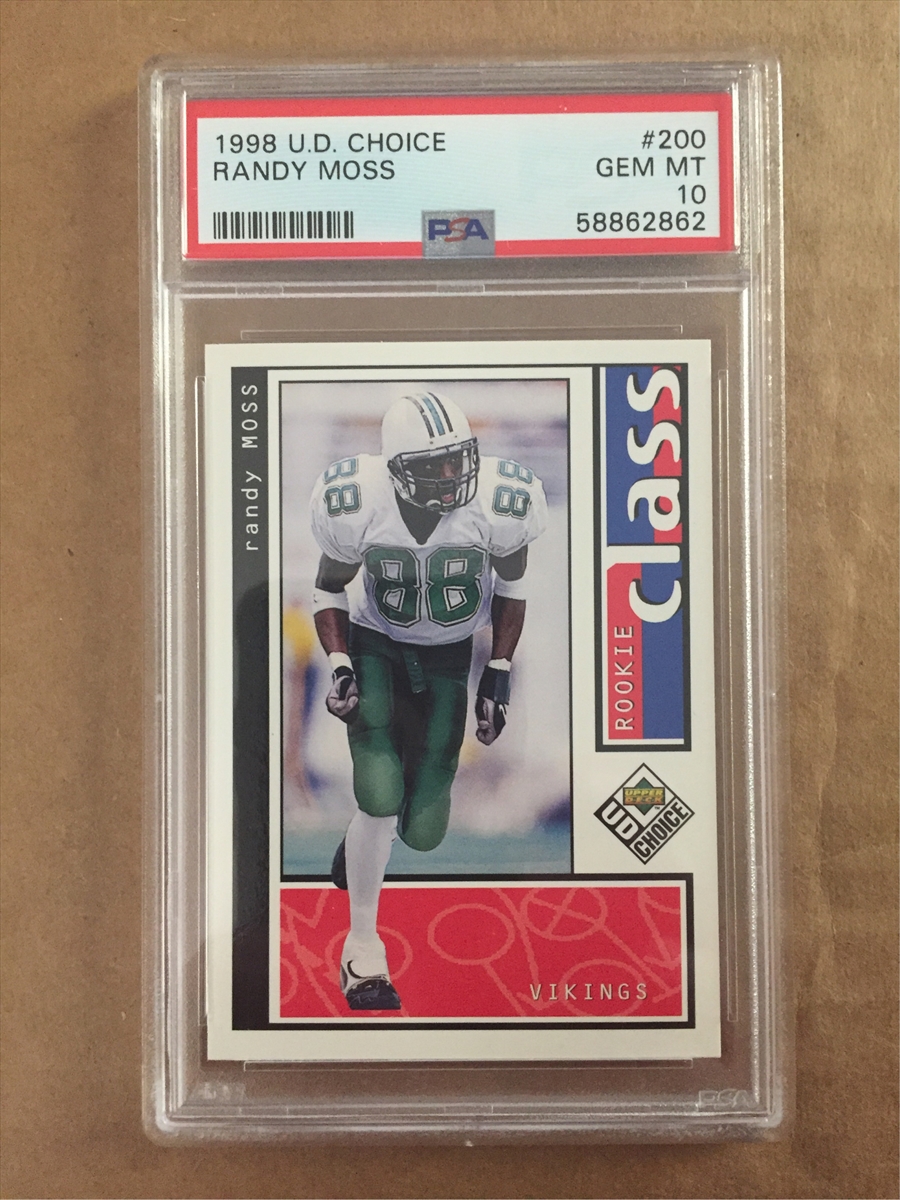 1998 U.D. CHOICE #200
RANDY MOSS GEM MT
10
PSA 58862862
randy MOSS
ROOKIE class
88
88
88
UPPER DECK
UD CHOICE
VIKINGS
PSA